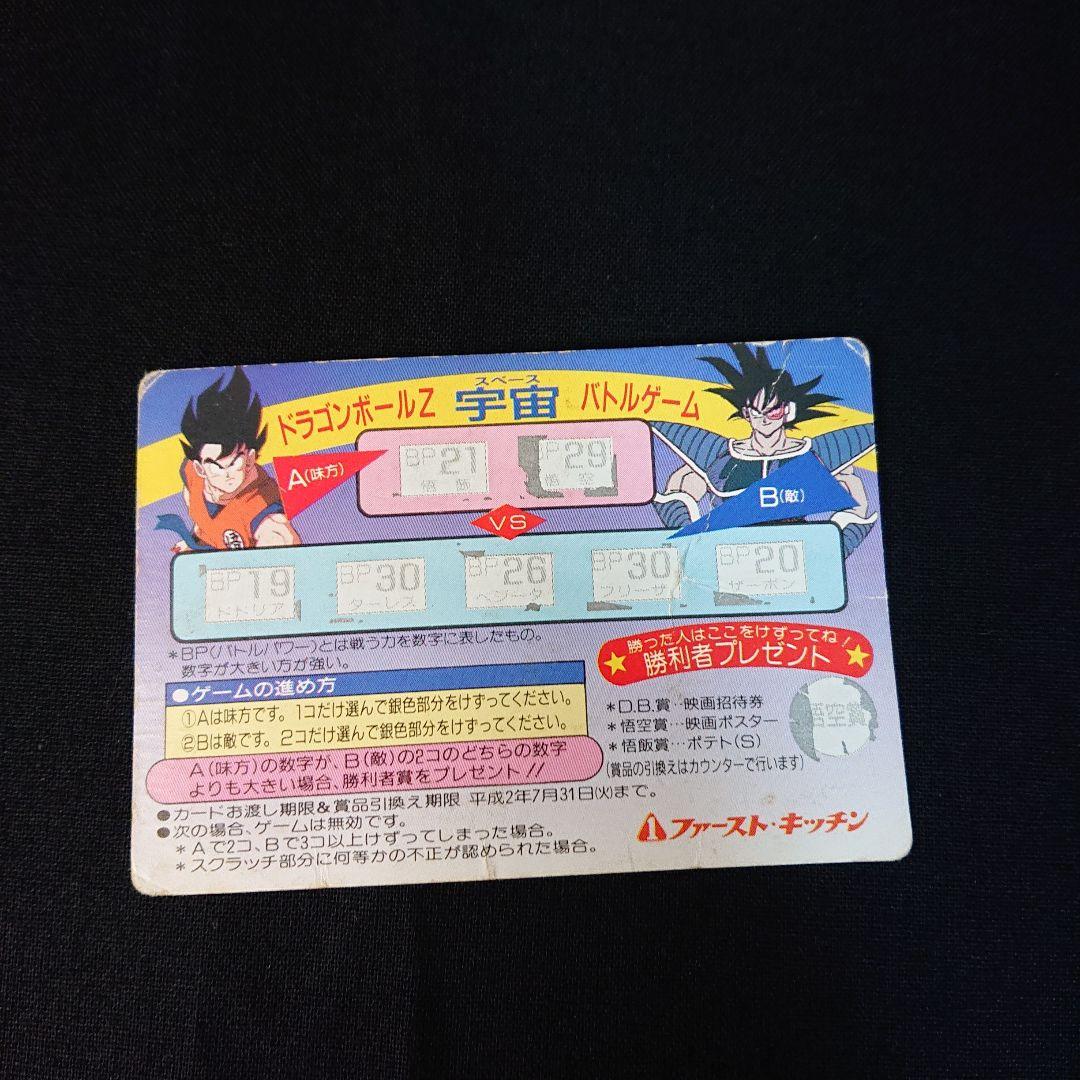 スペース
ドラゴンボールZ 宇宙 バトルゲーム
A(味方)
BP 21
悟飯
P 29
悟空
VS
B(敵)
BP 19
ドドリア
BP 30
ターレス
BP 26
ベジータ
BP 30
フリーザ
BP 20
ザーボン
*BP(バトルパワー)とは戦う力を数字に表したもの。
数字が大きい方が強い。
●ゲームの進め方
①Aは味方です。1コだけ選んで銀色部分をけずってください。
②Bは敵です。2コだけ選んで銀色部分をけずってください。
A(味方)の数字が、B(敵)の2コのどちらの数字
よりも大きい場合、勝利者賞をプレゼント!!
●カードお渡し期限&賞品引換え期限 平成2年7月31日(火)まで。
●次の場合、ゲームは無効です。
*Aで2コ、Bで3コ以上けずってしまった場合。
*スクラッチ部分に何等かの不正が認められた場合。
勝った人はここをけずってね!
★勝利者プレゼント★
*D.B.賞…映画招待券
*悟空賞…映画ポスター
*悟飯賞…ポテト(S)
(賞品の引換えはカウンターで行います)
悟空賞
ファースト・キッチン